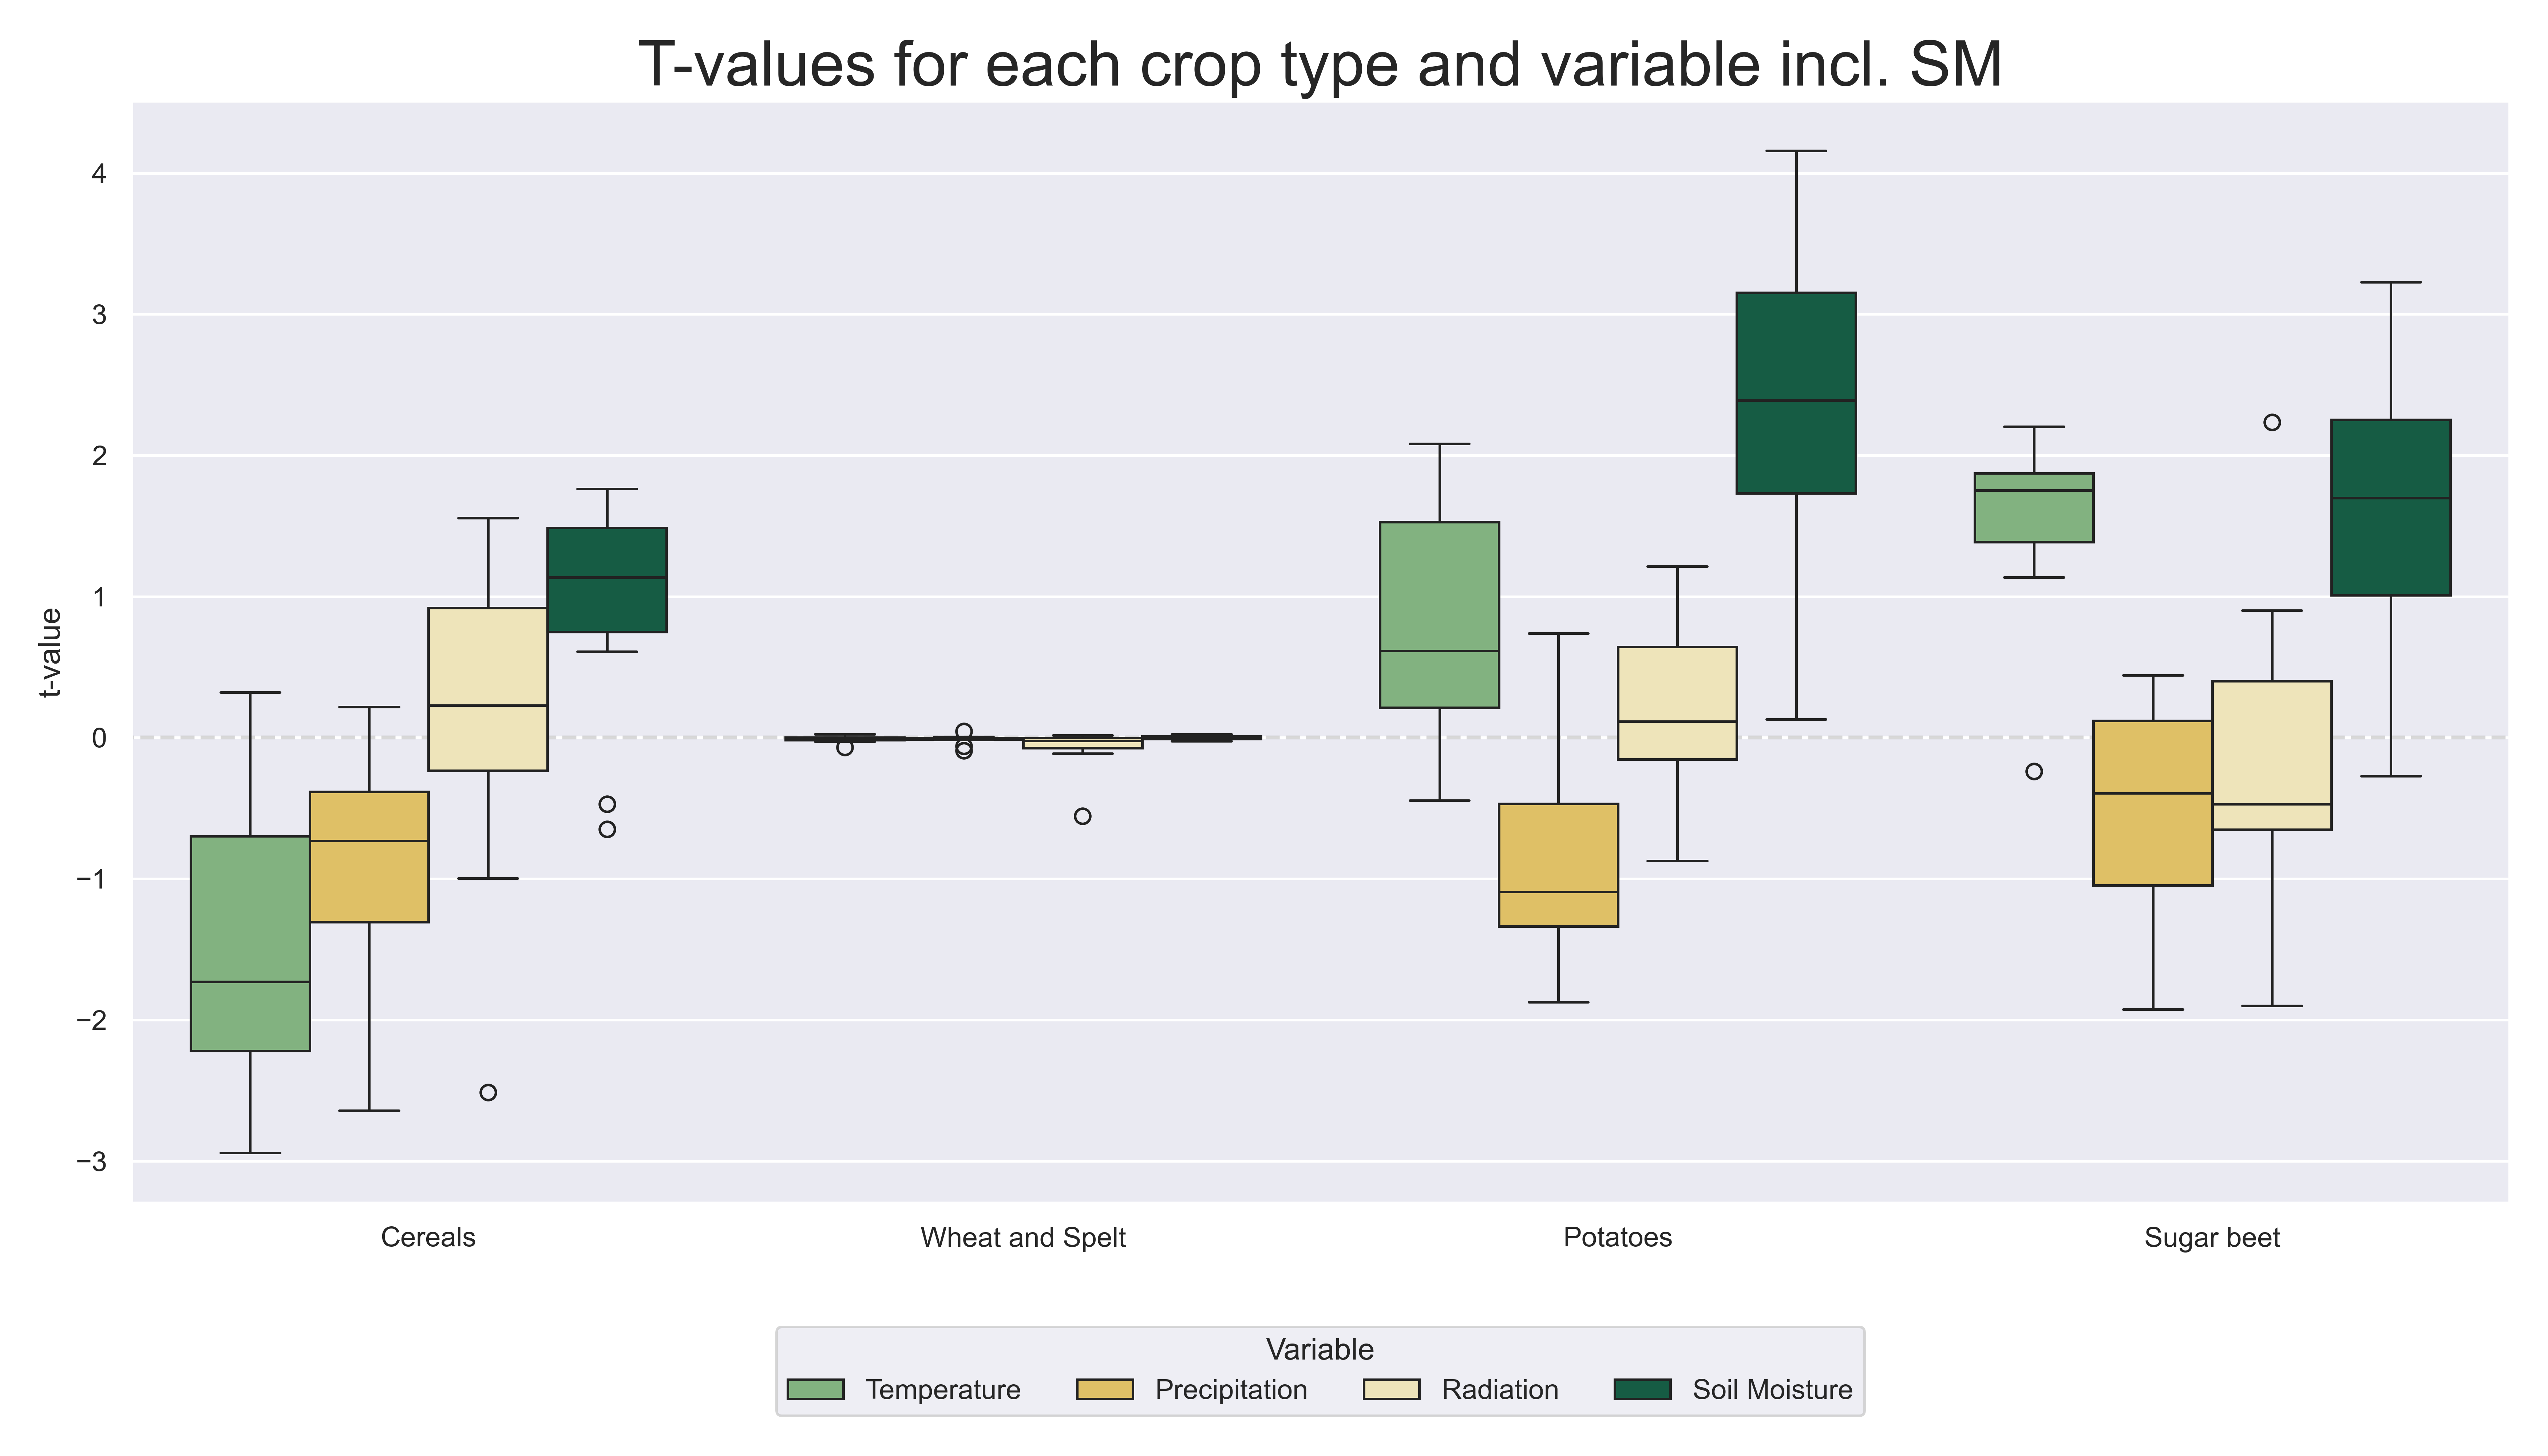 T-values for each crop type and variable incl. SM
t-value
4
3
2
1
0
−1
−2
−3
Cereals
Wheat and Spelt
Potatoes
Sugar beet
Variable
Temperature
Precipitation
Radiation
Soil Moisture